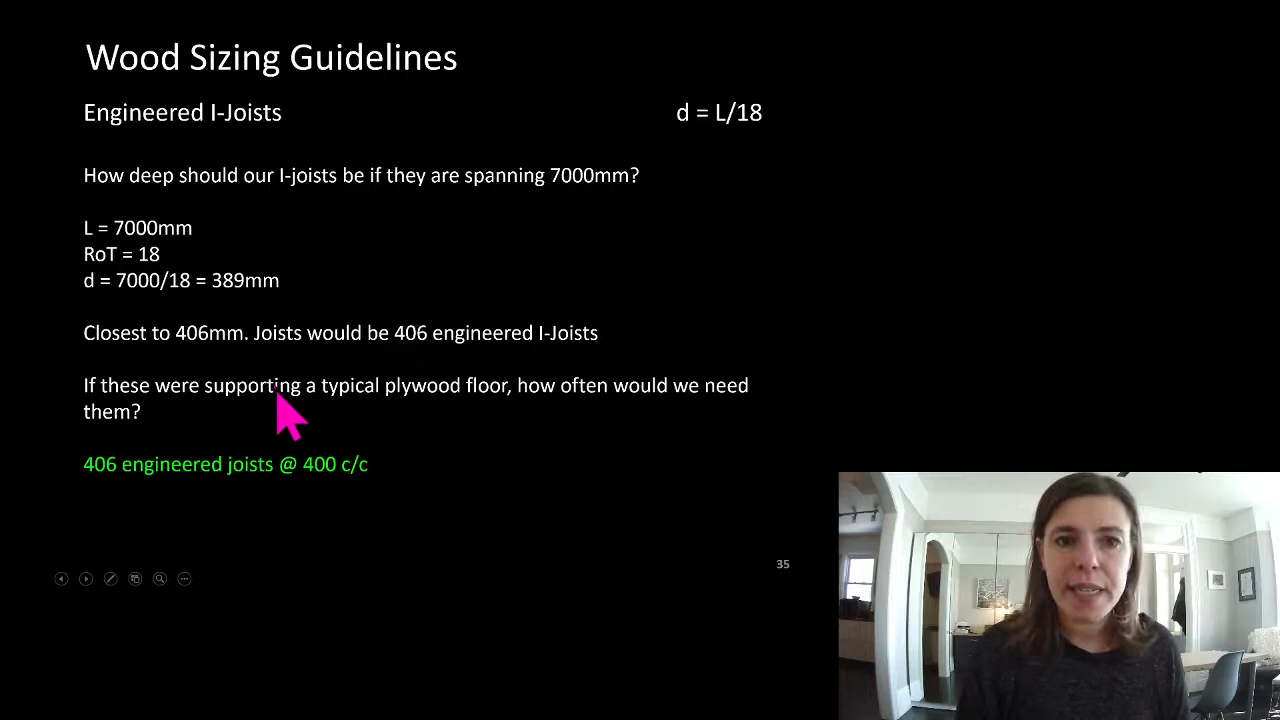 Wood Sizing Guidelines
Engineered I-Joists d = L/18
How deep should our I-joists be if they are spanning 7000mm?
L = 7000mm
RoT = 18
d = 7000/18 = 389mm
Closest to 406mm. Joists would be 406 engineered I-Joists
If these were supporting a typical plywood floor, how often would we need
them?
406 engineered joists @ 400 c/c
35